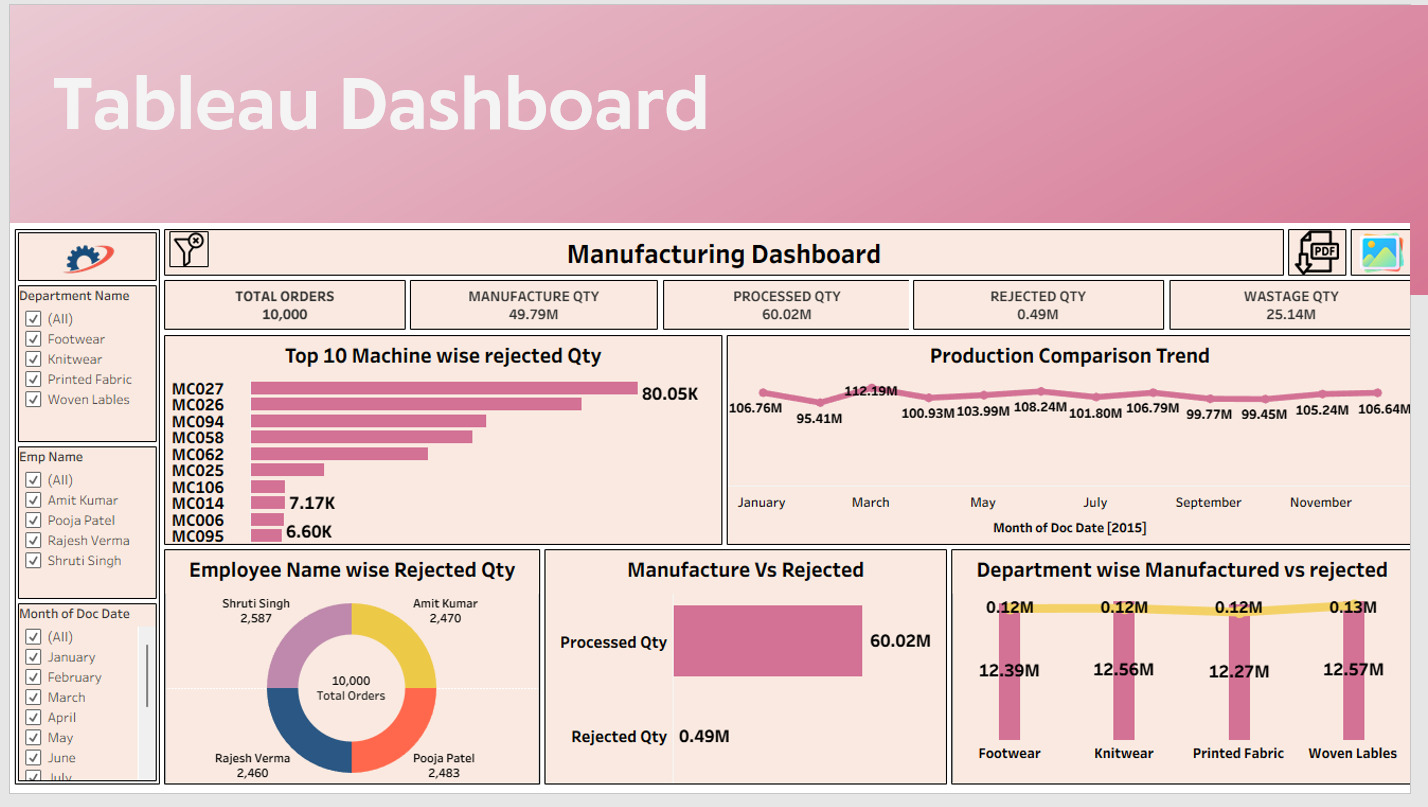 Tableau Dashboard
Manufacturing Dashboard
PDF
Department Name
(All)
Footwear
Knitwear
Printed Fabric
Woven Lables
Emp Name
(All)
Amit Kumar
Pooja Patel
Rajesh Verma
Shruti Singh
Month of Doc Date
(All)
January
February
March
April
May
June
July
TOTAL ORDERS
10,000
MANUFACTURE QTY
49.79M
PROCESSED QTY
60.02M
REJECTED QTY
0.49M
WASTAGE QTY
25.14M
Top 10 Machine wise rejected Qty
MC027
80.05K
MC026
MC094
MC058
MC062
MC025
MC106
MC014
7.17K
MC006
MC095
6.60K
Production Comparison Trend
106.76M
95.41M
112.19M
100.93M
103.99M
108.24M
101.80M
106.79M
99.77M
99.45M
105.24M
106.64M
January
March
May
July
September
November
Month of Doc Date [2015]
Employee Name wise Rejected Qty
Shruti Singh
2,587
Amit Kumar
2,470
10,000
Total Orders
Rajesh Verma
2,460
Pooja Patel
2,483
Manufacture Vs Rejected
Processed Qty
60.02M
Rejected Qty
0.49M
Department wise Manufactured vs rejected
0.12M
0.12M
0.12M
0.13M
12.39M
12.56M
12.27M
12.57M
Footwear
Knitwear
Printed Fabric
Woven Lables